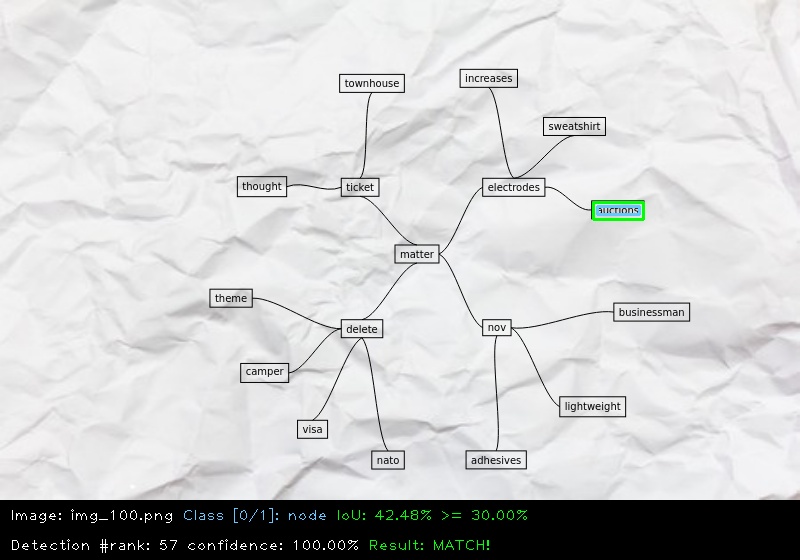 townhouse
increases
sweatshirt
thought
ticket
electrodes
auctions
matter
theme
businessman
delete
nov
camper
lightweight
visa
nato
adhesives
Image: img_100.png Class [0/1]: node IoU: 42.48% >= 30.00%
Detection #rank: 57 confidence: 100.00% Result: MATCH!